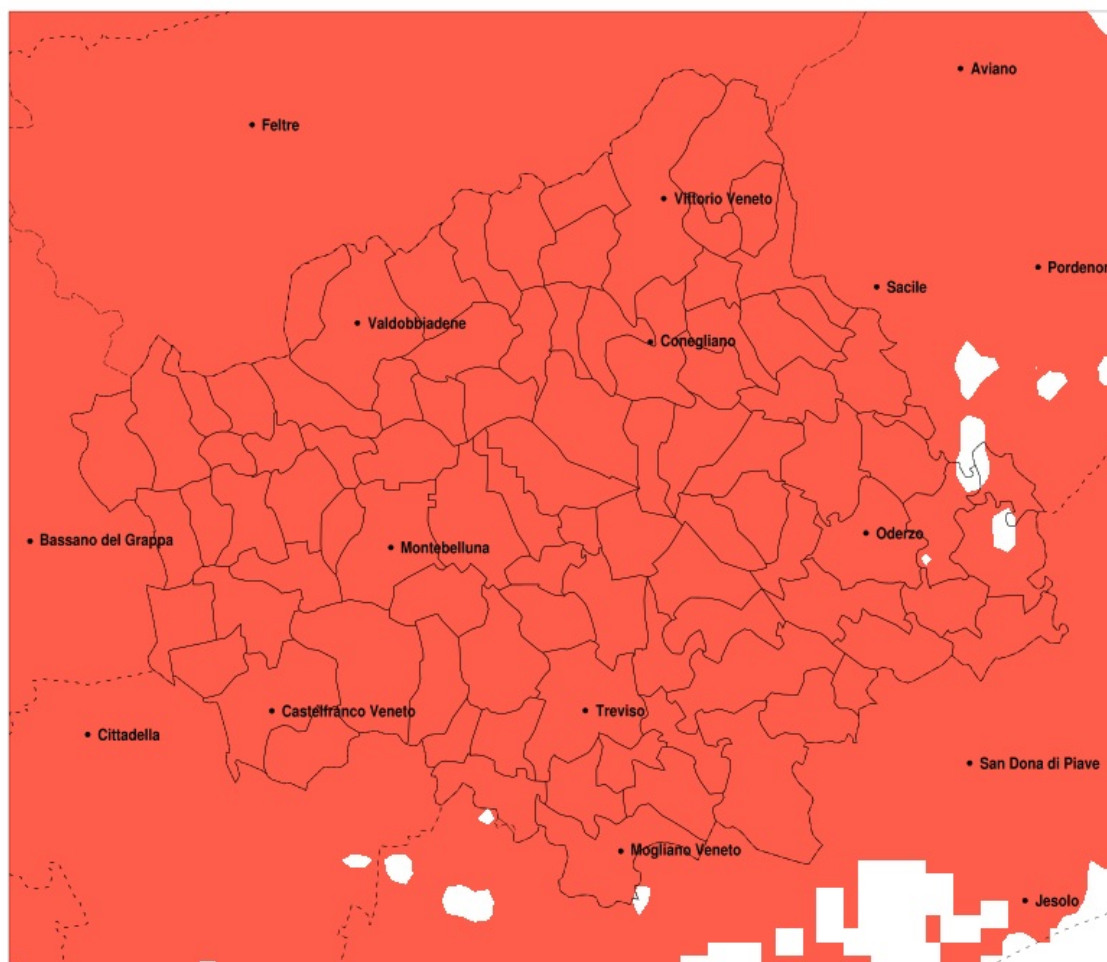 Aviano
Feltre
Vittorio Veneto
Pordenon
Sacile
Valdobbiadene
Conegliano
Oderzo
Bassano del Grappa
Montebelluna
Castelfranco Veneto
Treviso
Cittadella
San Dona di Piave
Mogliano Veneto
Jesolo